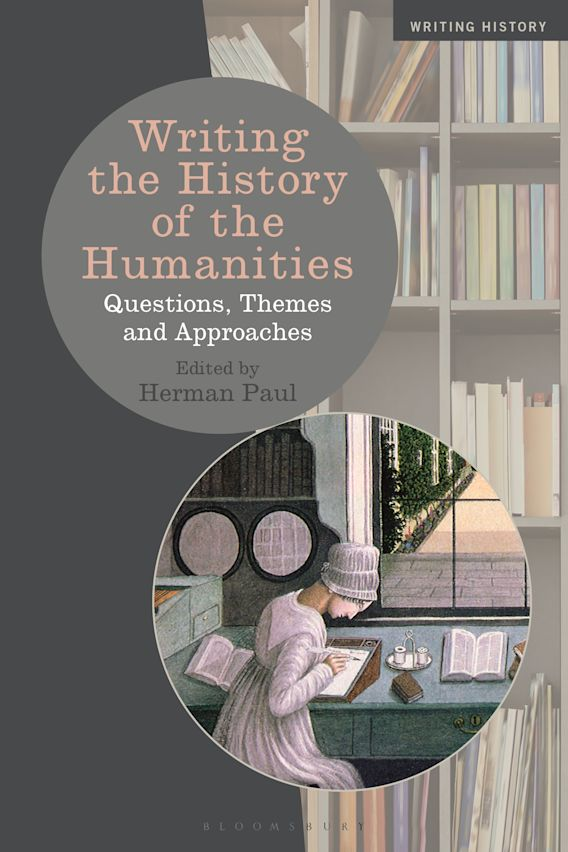 WRITING HISTORY
Writing
the History
of the
Humanities
Questions, Themes
and Approaches
Edited by
Herman Paul
BLOOMSBURY